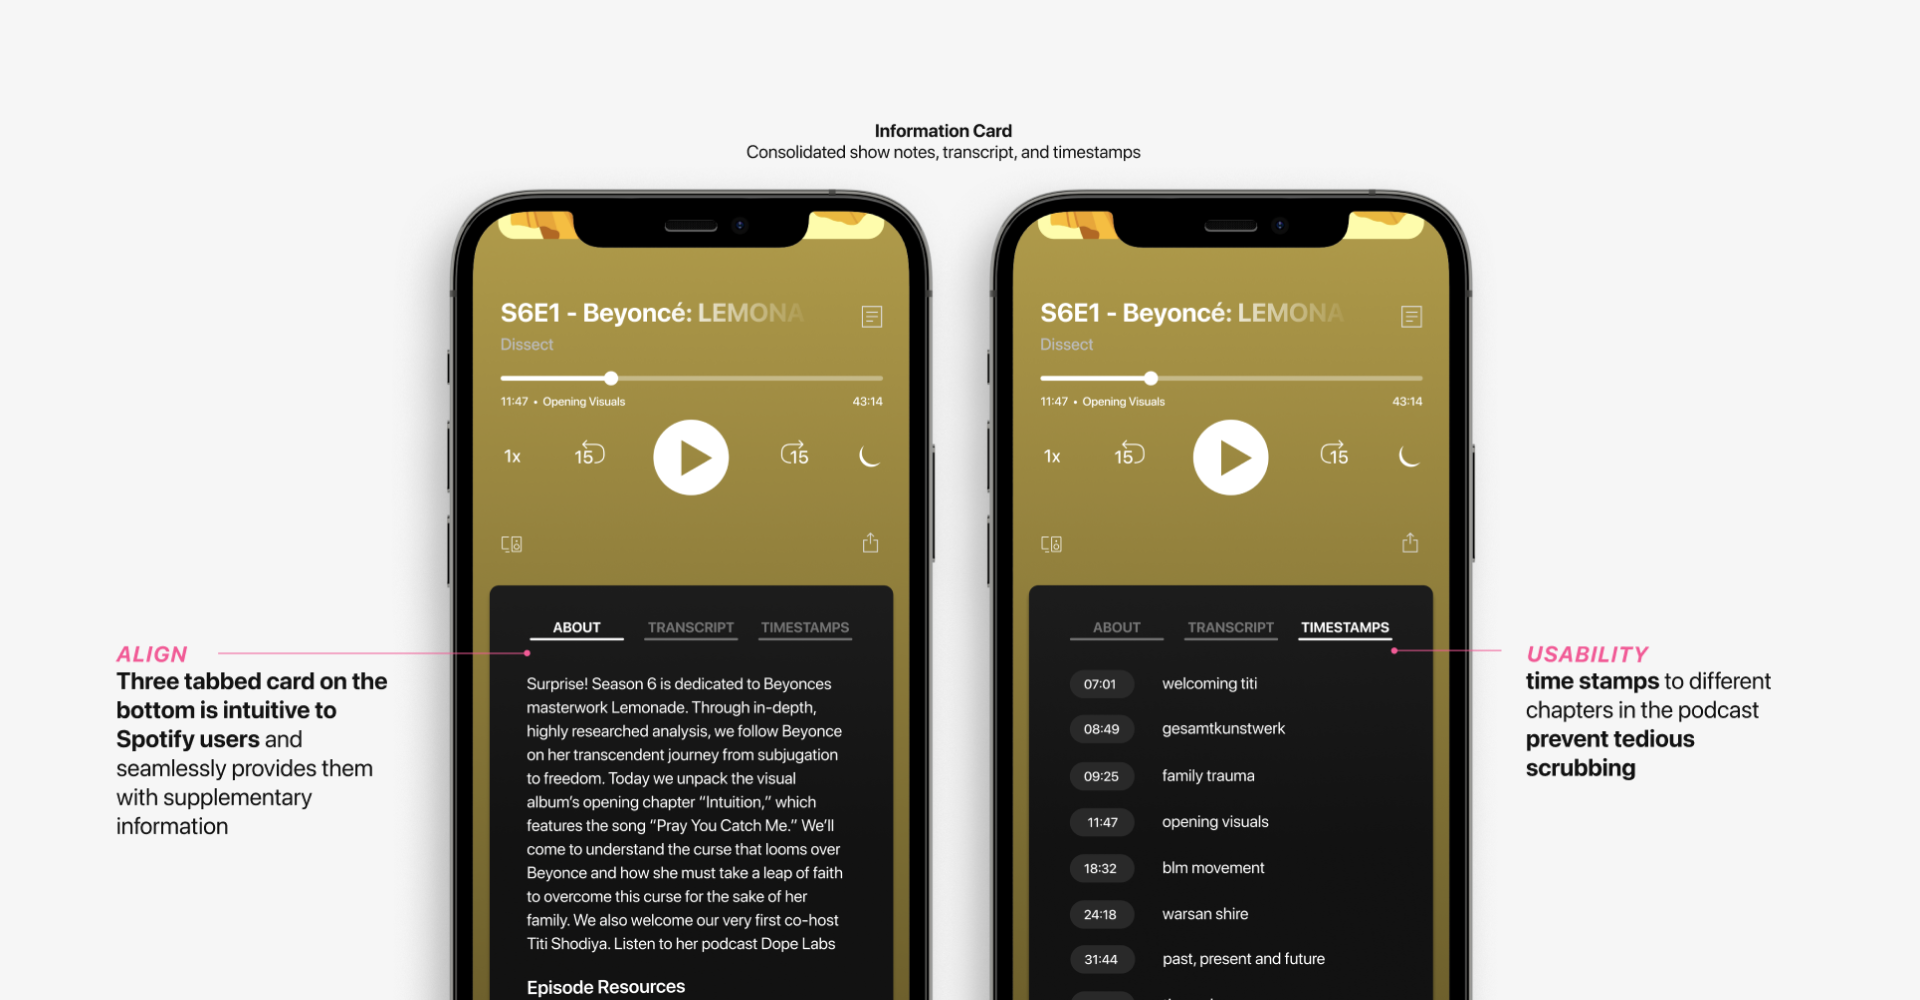 Information Card
Consolidated show notes, transcript, and timestamps
S6E1 - Beyoncé: LEMONA
Dissect
11:47 • Opening Visuals
43:14
1x
15
15
ABOUT
TRANSCRIPT
TIMESTAMPS
Surprise! Season 6 is dedicated to Beyonces
masterwork Lemonade. Through in-depth,
highly researched analysis, we follow Beyonce
on her transcendent journey from subjugation
to freedom. Today we unpack the visual
album's opening chapter “Intuition,” which
features the song “Pray You Catch Me.” We'll
come to understand the curse that looms over
Beyonce and how she must take a leap of faith
to overcome this curse for the sake of her
family. We also welcome our very first co-host
Titi Shodiya. Listen to her podcast Dope Labs
Episode Resources
S6E1 - Beyoncé: LEMONA
Dissect
11:47 • Opening Visuals
43:14
1x
15
15
ABOUT
TRANSCRIPT
TIMESTAMPS
07:01 welcoming titi
08:49 gesamtkunstwerk
09:25 family trauma
11:47 opening visuals
18:32 blm movement
24:18 warsan shire
31:44 past, present and future
ALIGN
Three tabbed card on the
bottom is intuitive to
Spotify users and
seamlessly provides them
with supplementary
information
USABILITY
time stamps to different
chapters in the podcast
prevent tedious
scrubbing